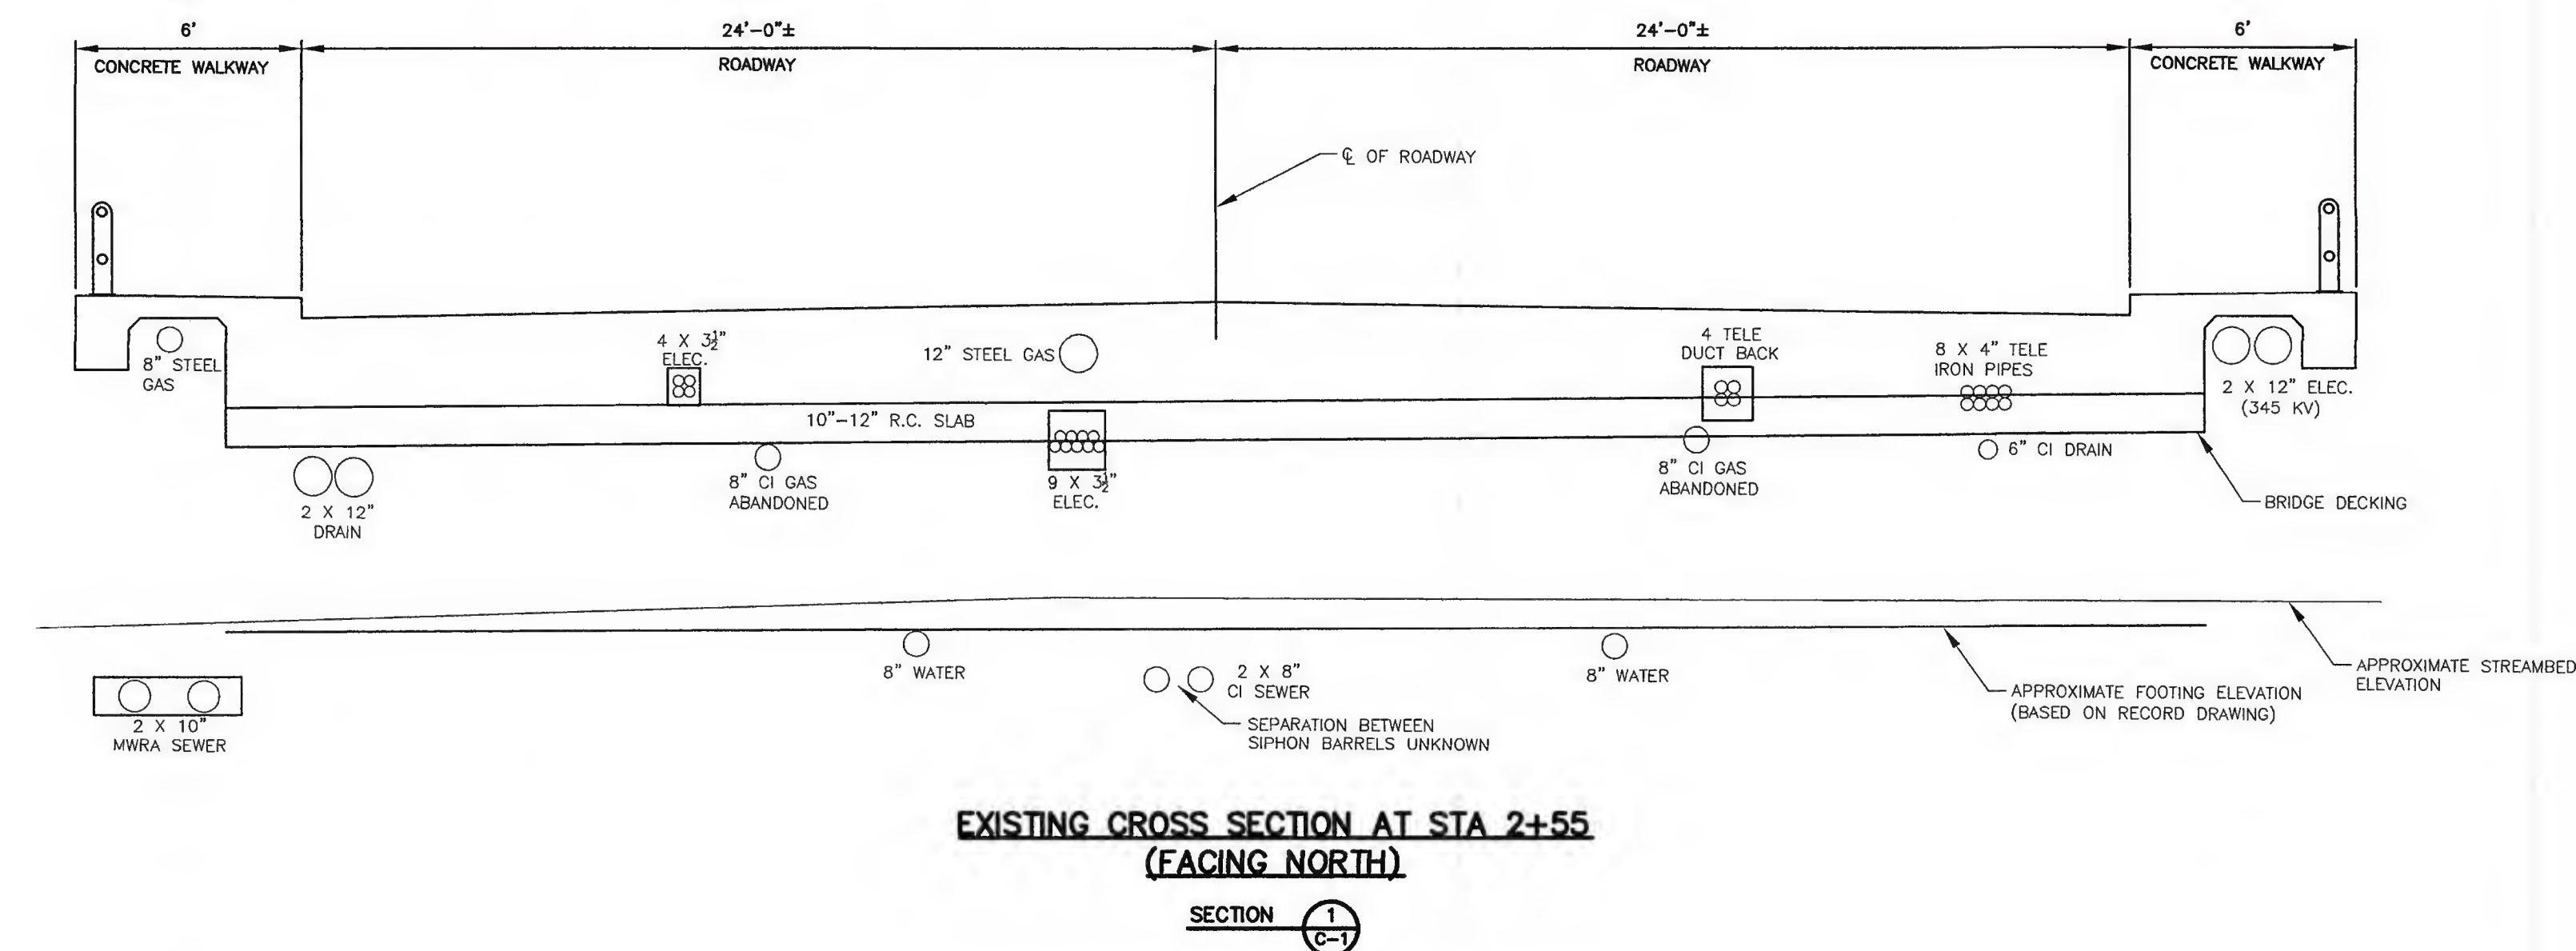 6'
24'-0"±
24'-0"±
6'
CONCRETE WALKWAY
ROADWAY
ROADWAY
CONCRETE WALKWAY
℄ OF ROADWAY
8" STEEL
GAS
4 X 3½"
ELEC.
12" STEEL GAS
4 TELE
DUCT BACK
8 X 4" TELE
IRON PIPES
2 X 12" ELEC.
(345 KV)
10"-12" R.C. SLAB
2 X 12"
DRAIN
8" CI GAS
ABANDONED
9 X 3½"
ELEC.
8" CI GAS
ABANDONED
6" CI DRAIN
BRIDGE DECKING
8" WATER
2 X 8"
CI SEWER
8" WATER
APPROXIMATE STREAMBED
ELEVATION
APPROXIMATE FOOTING ELEVATION
(BASED ON RECORD DRAWING)
2 X 10"
MWRA SEWER
SEPARATION BETWEEN
SIPHON BARRELS UNKNOWN
EXISTING CROSS SECTION AT STA 2+55
(FACING NORTH)
SECTION 1
C-1